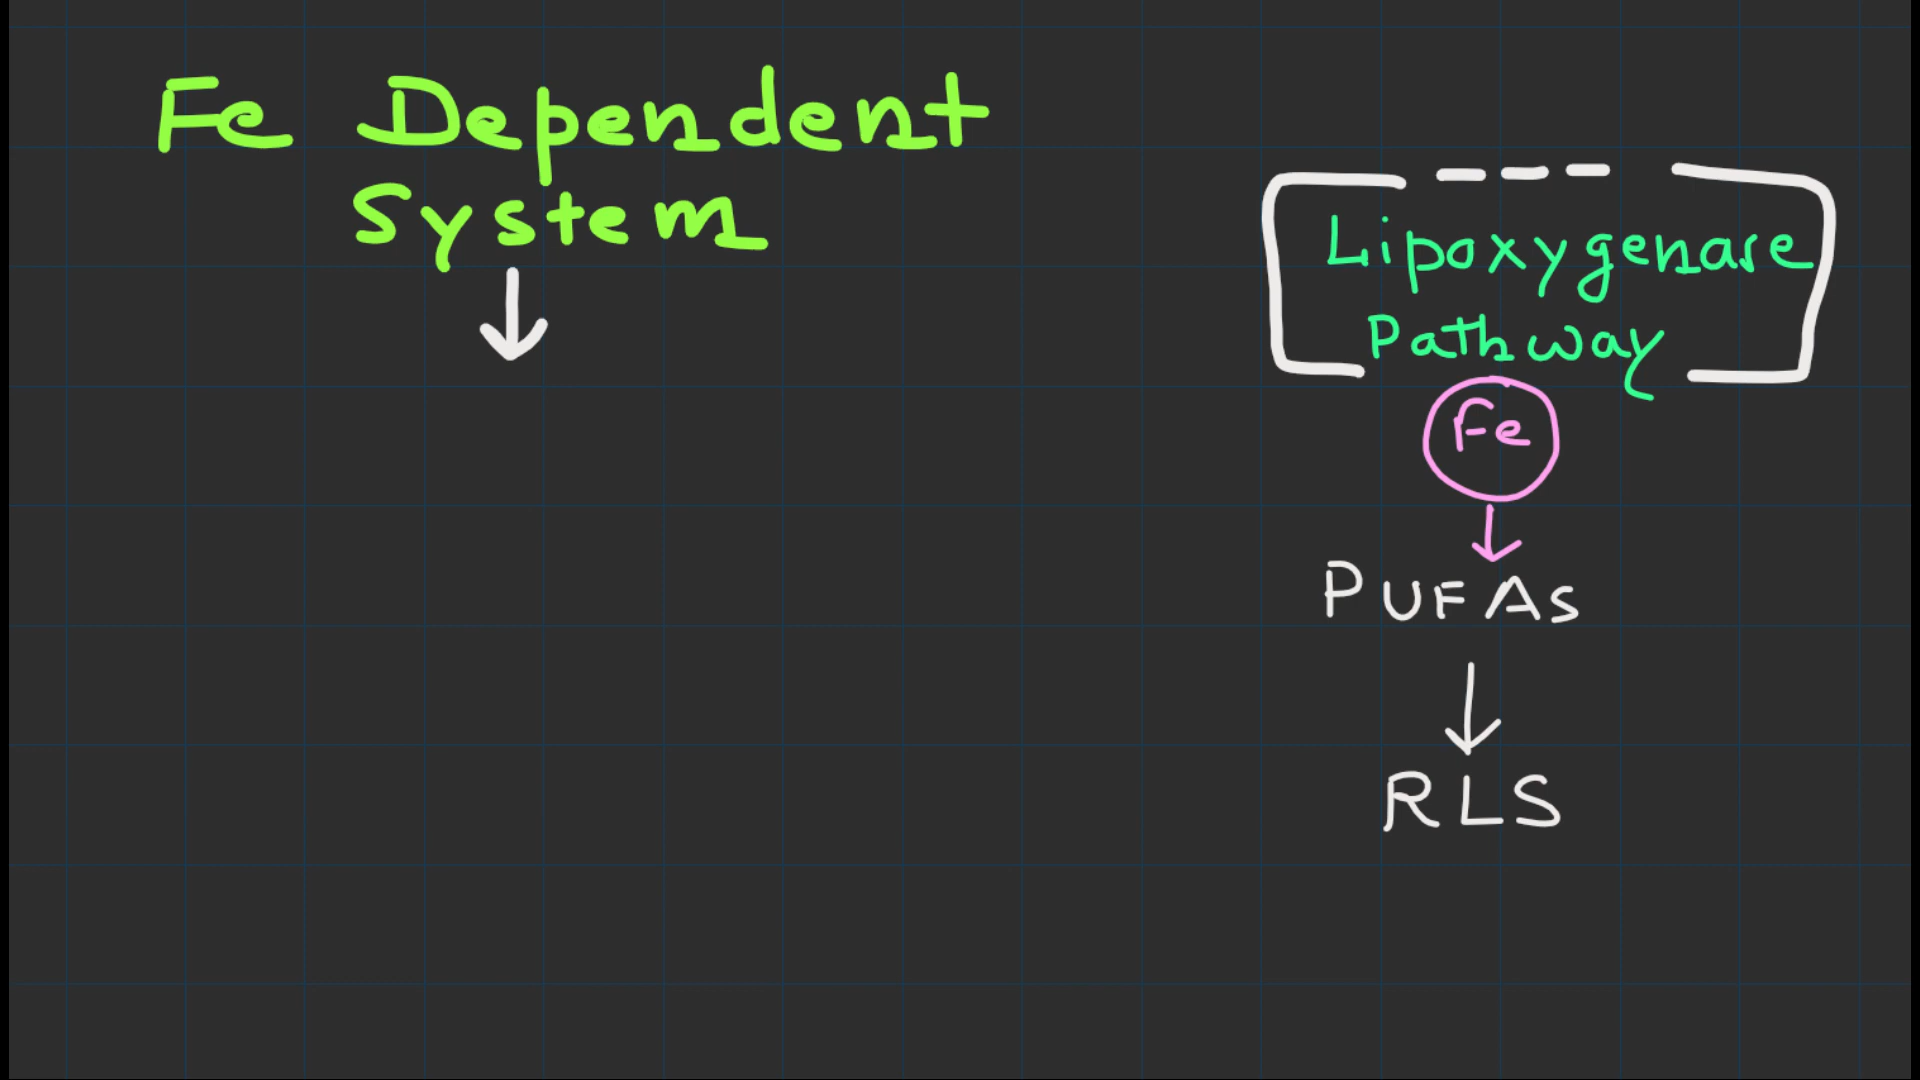 Fe Dependent
System
Lipoxygenase
Pathway
Fe
PUFAs
RLS